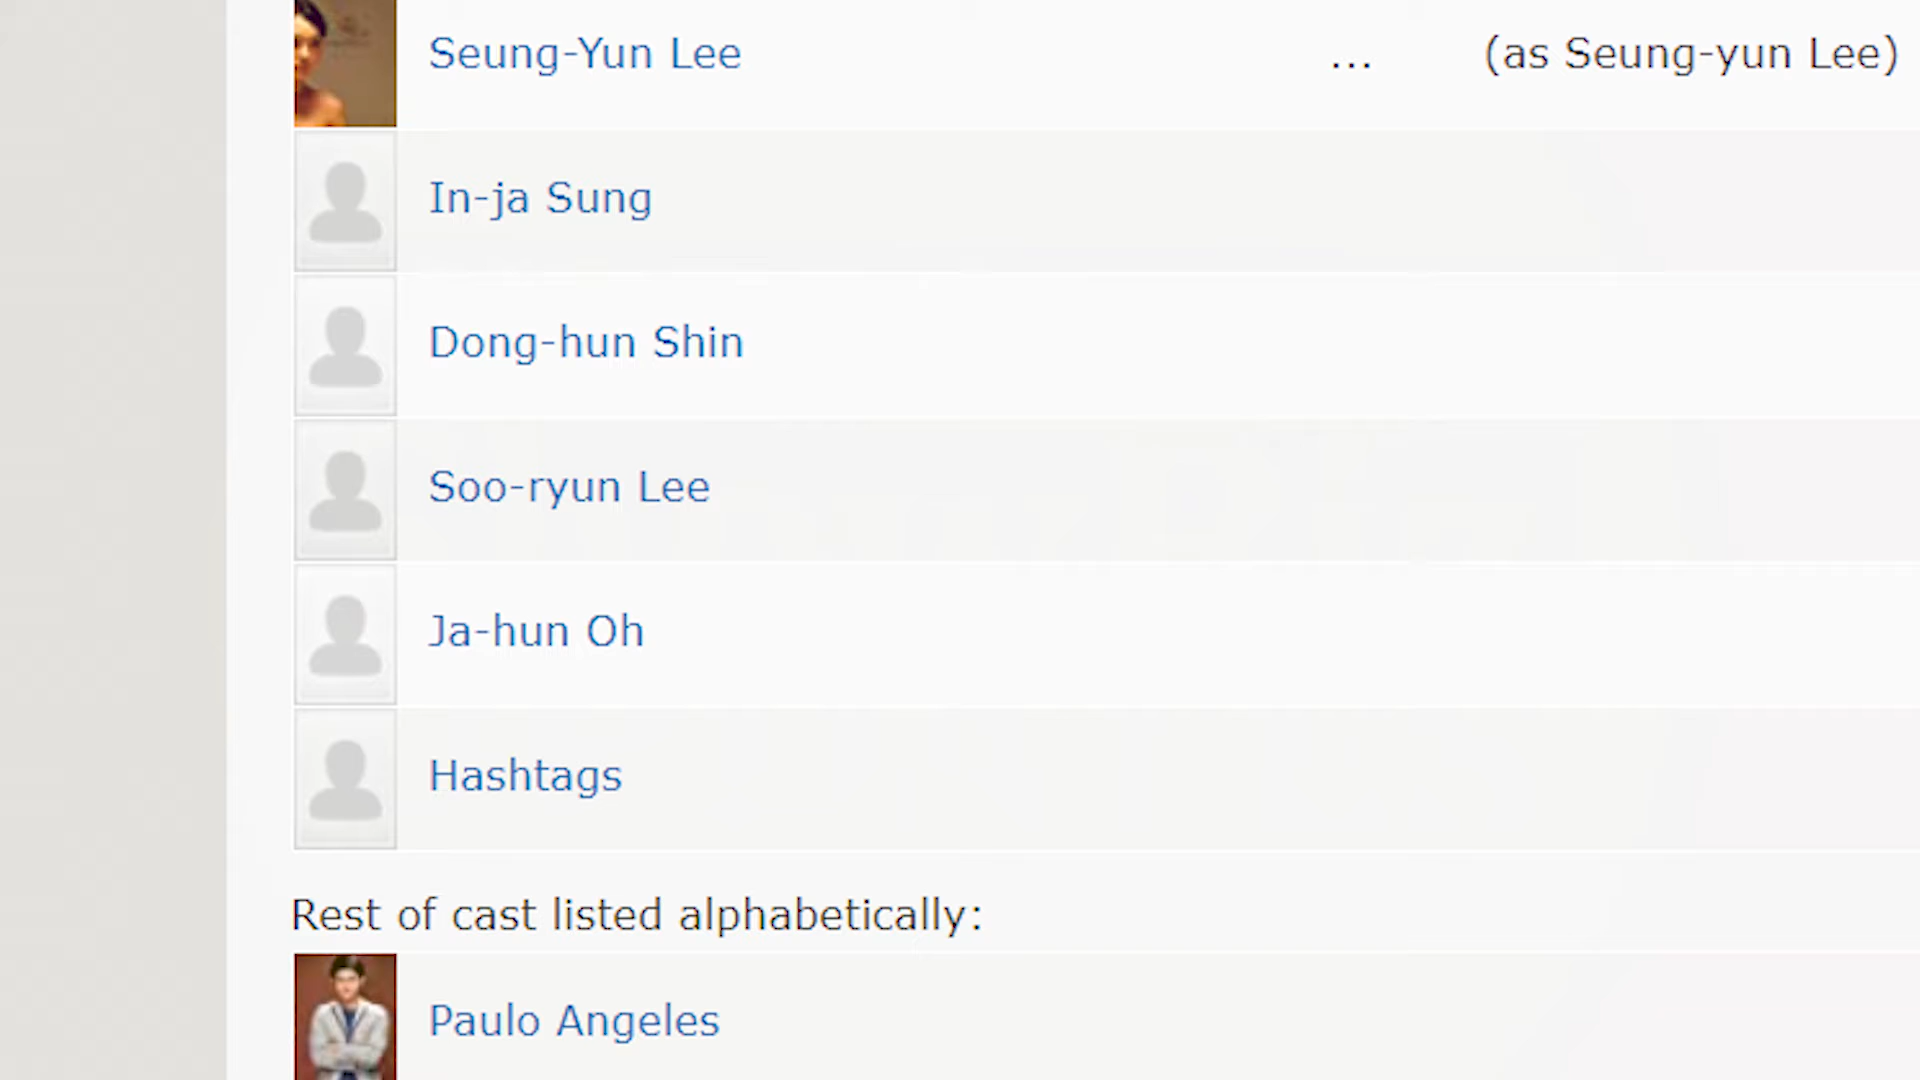 Seung-Yun Lee ... (as Seung-yun Lee)
In-ja Sung
Dong-hun Shin
Soo-ryun Lee
Ja-hun Oh
Hashtags
Rest of cast listed alphabetically:
Paulo Angeles